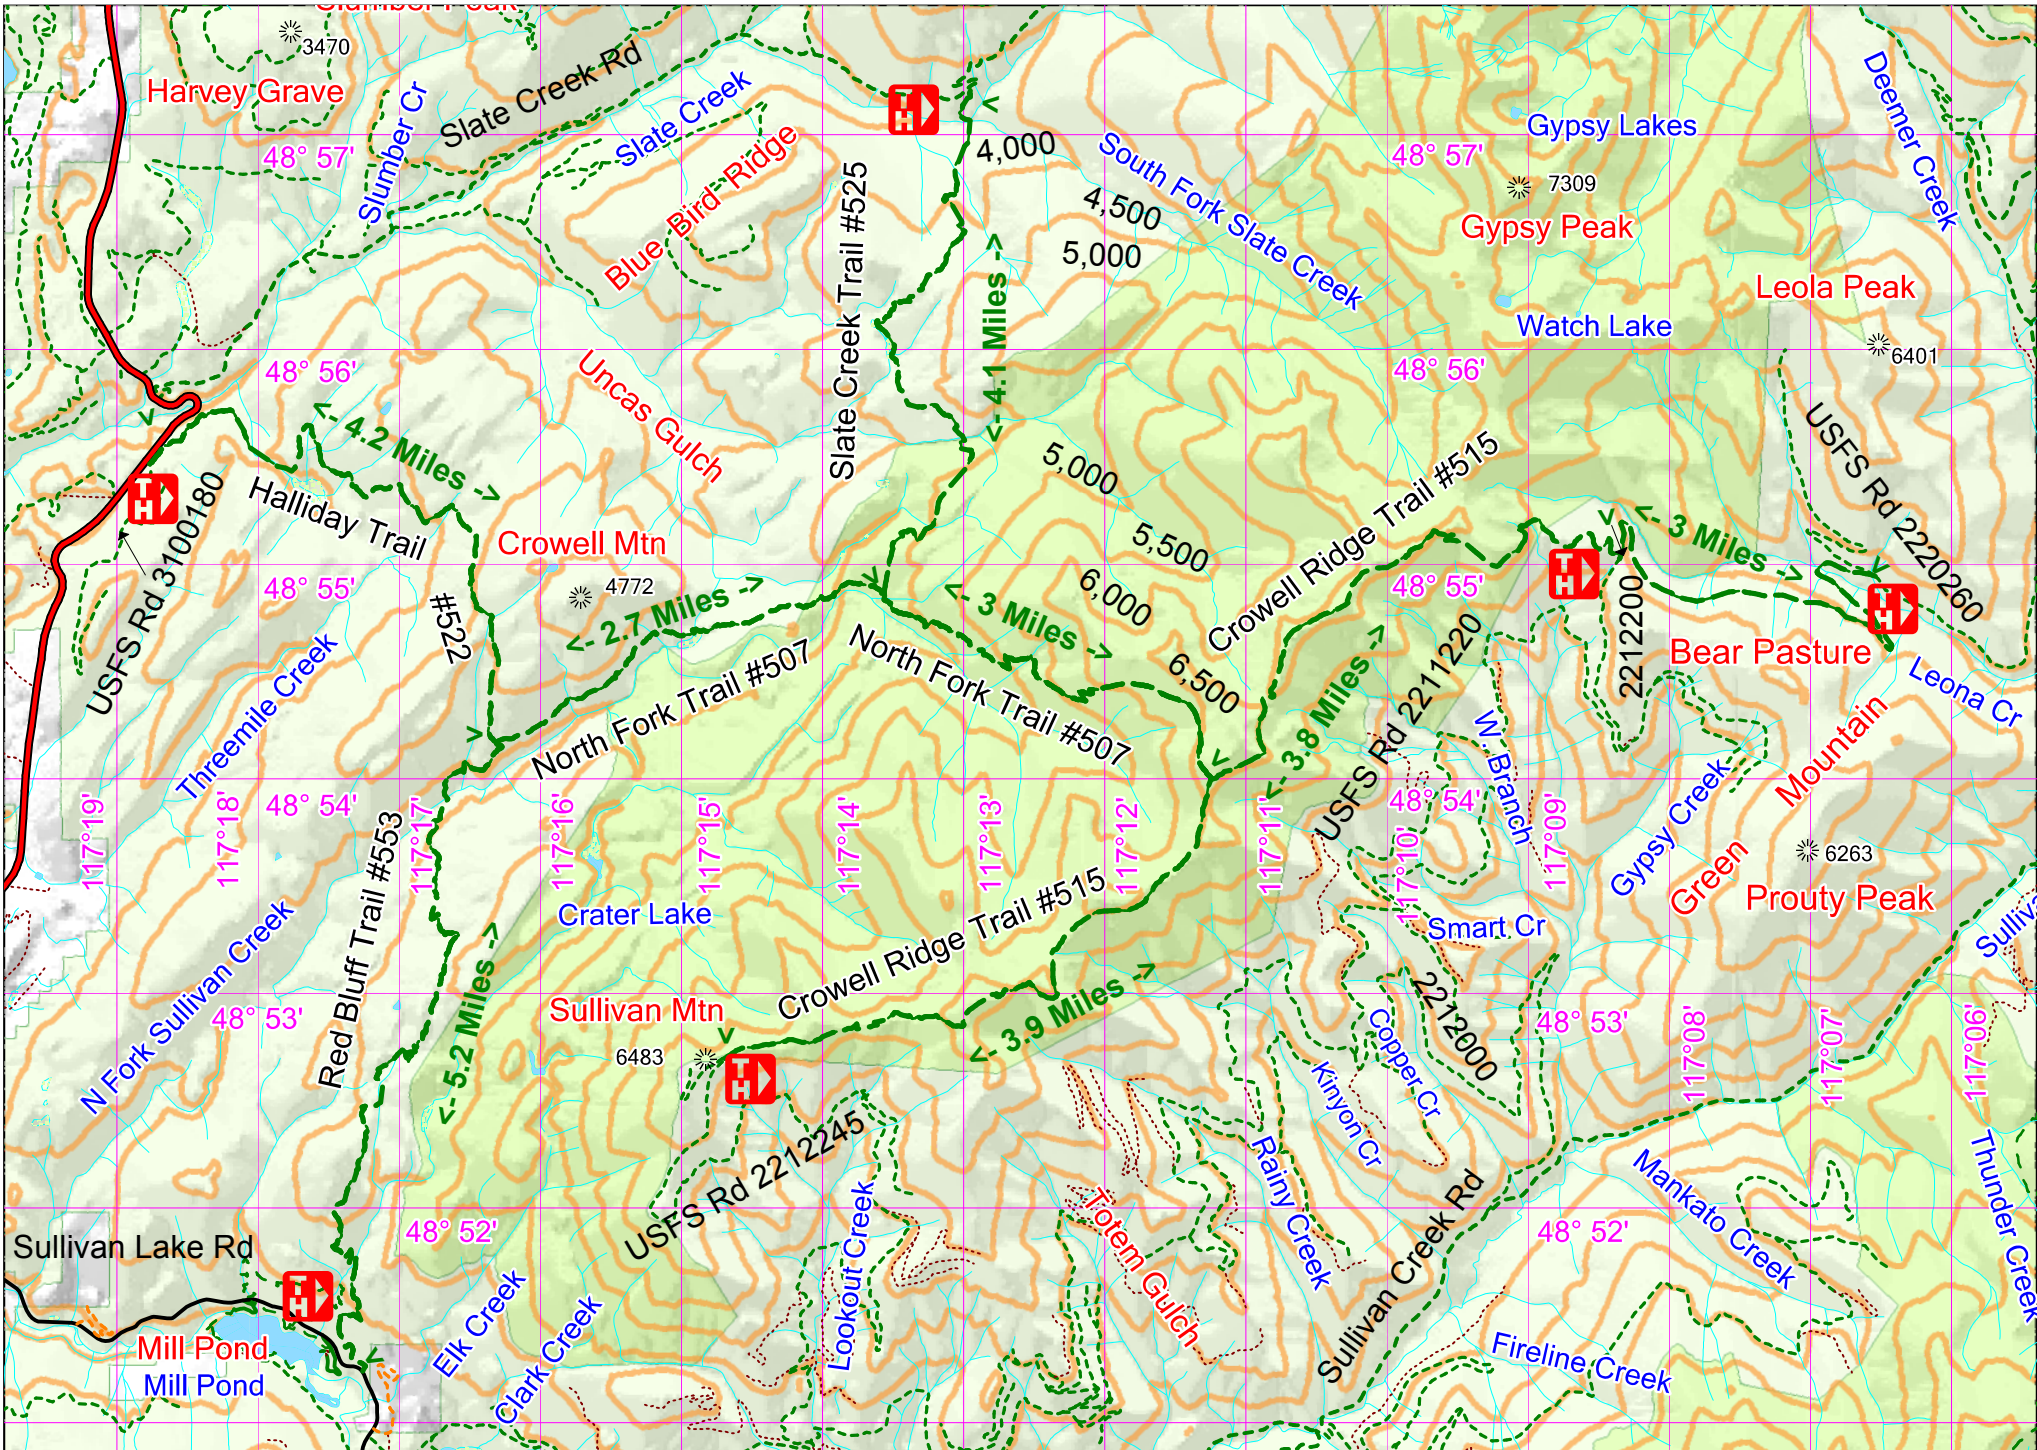 Slumber Peak
3470
Harvey Grave
Slate Creek Rd
Slumber Cr
Slate Creek
48° 57'
Blue Bird Ridge
TH
4,000
4,500
5,000
South Fork Slate Creek
Gypsy Lakes
48° 57'
7309
Gypsy Peak
Deemer Creek
Leola Peak
Watch Lake
6401
Slate Creek Trail #525
<- 4.1 Miles ->
48° 56'
48° 56'
Uncas Gulch
<- 4.2 Miles ->
TH
Halliday Trail
#522
USFS Rd 3100180
Crowell Mtn
4772
48° 55'
<- 2.7 Miles ->
5,000
5,500
6,000
6,500
<- 3 Miles ->
Crowell Ridge Trail #515
48° 55'
TH
<- 3 Miles ->
USFS Rd 2220260
TH
2212200
Bear Pasture
Leona Cr
Threemile Creek
North Fork Trail #507
North Fork Trail #507
<- 3.8 Miles ->
USFS Rd 2211220
W. Branch
Gypsy Creek
Green Mountain
117°19'
117°18'
48° 54'
117°17'
117°16'
117°15'
117°14'
117°13'
117°12'
117°11'
48° 54'
117°10'
117°09'
6263
Prouty Peak
Red Bluff Trail #553
Crater Lake
Crowell Ridge Trail #515
Smart Cr
N Fork Sullivan Creek
48° 53'
<- 5.2 Miles ->
Sullivan Mtn
6483
TH
<- 3.9 Miles ->
2212000
Copper Cr
Kinyon Cr
48° 53'
117°08'
117°07'
117°06'
USFS Rd 2212245
Lookout Creek
Totem Gulch
Rainy Creek
Sullivan Creek Rd
Mankato Creek
Thunder Creek
48° 52'
48° 52'
Sullivan Lake Rd
TH
Mill Pond
Mill Pond
Elk Creek
Clark Creek
Fireline Creek